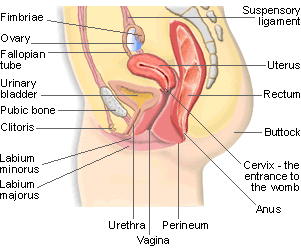 Fimbriae
Ovary
Fallopian
tube
Urinary
bladder
Pubic bone
Clitoris
Labium
minorus
Labium
majorus
Urethra
Vagina
Perineum
Suspensory
ligament
Uterus
Rectum
Buttock
Cervix - the
entrance to
the womb
Anus